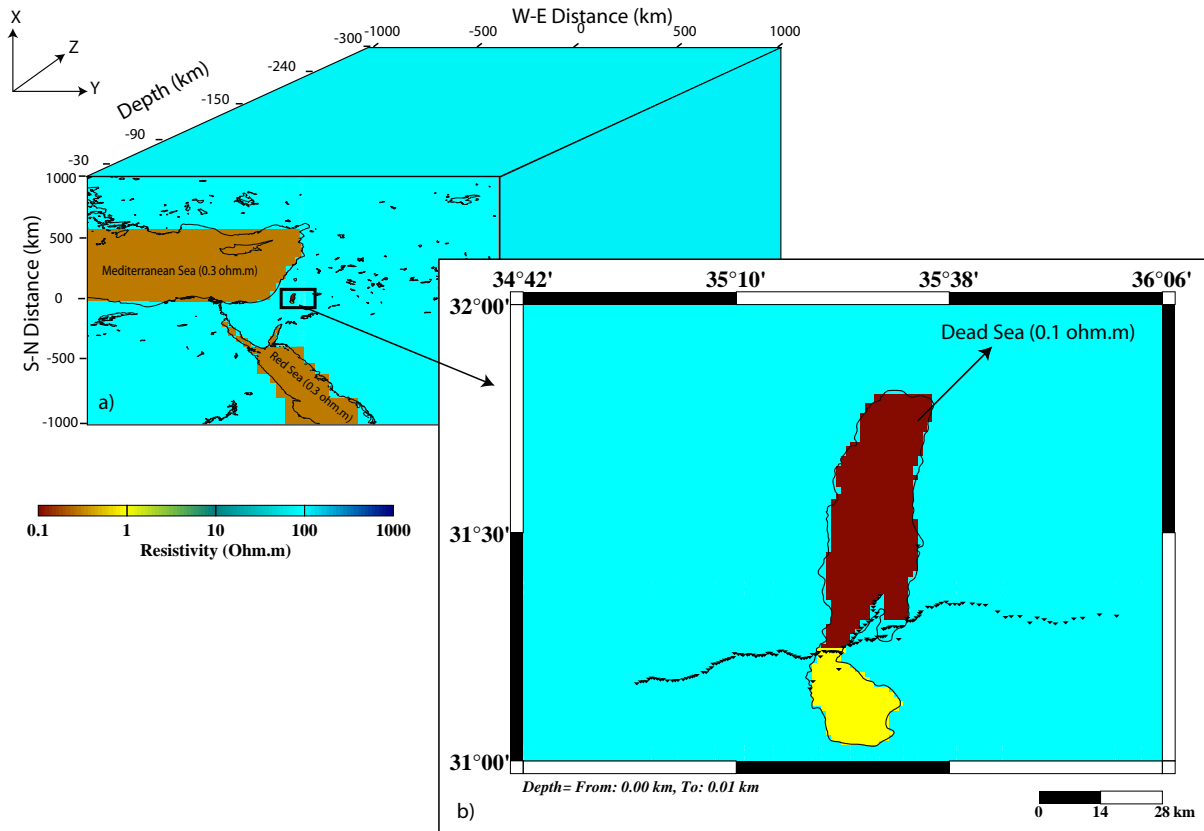 X
Z
Y
W-E Distance (km)
-1000 -500 0 500 1000
Depth (km)
-300
-240
-150
-90
-30
S-N Distance (km)
1000
500
0
-500
-1000
Mediterranean Sea (0.3 ohm.m)
Red Sea (0.3 ohm.m)
a)
0.1 1 10 100 1000
Resistivity (Ohm.m)
34°42' 35°10' 35°38' 36°06'
32°00'
31°30'
31°00'
Dead Sea (0.1 ohm.m)
Depth= From: 0.00 km, To: 0.01 km
b)
0 14 28 km